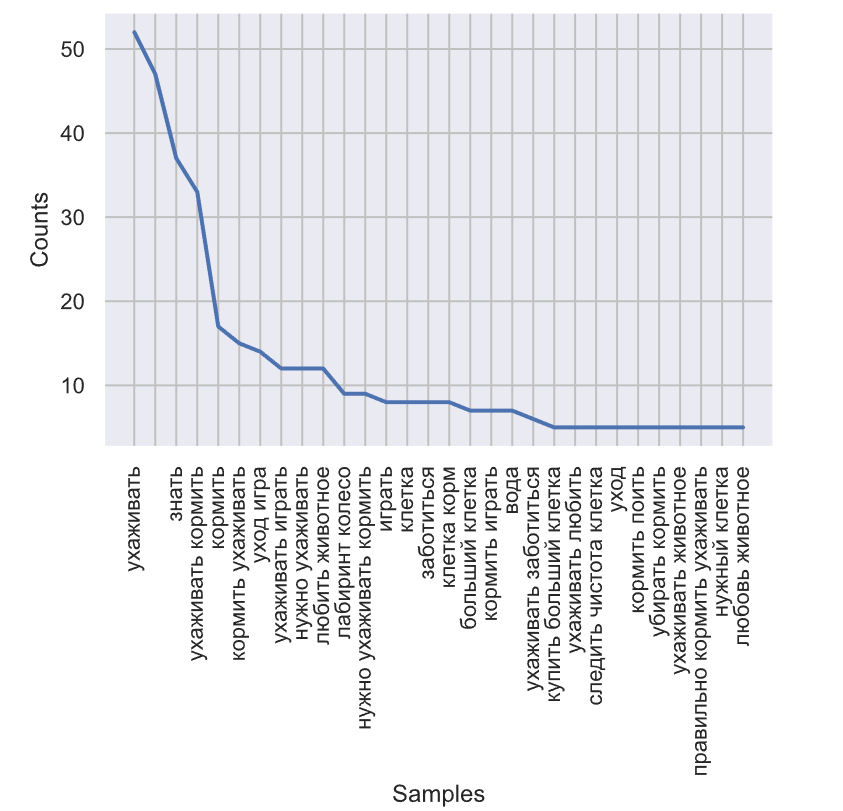 50
40
30
20
10
Counts
ухаживать
знать
ухаживать кормить
кормить
кормить ухаживать
уход игра
ухаживать играть
нужно ухаживать
любить животное
лабиринт колесо
нужно ухаживать кормить
играть
клетка
заботиться
клетка корм
больший клетка
кормить играть
вода
ухаживать заботиться
купить больший клетка
ухаживать любить
следить чистота клетка
уход
кормить поить
убирать кормить
ухаживать животное
правильно кормить ухаживать
нужный клетка
любовь животное
Samples